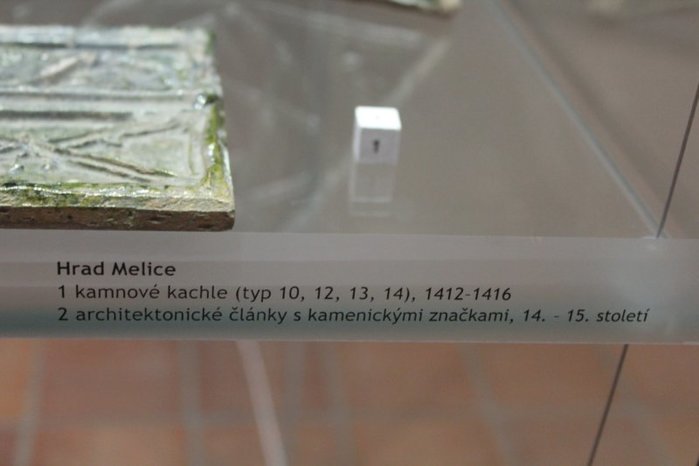 1
Hrad Melice
1 kamnové kachle (typ 10, 12, 13, 14), 1412-1416
2 architektonické články s kamenickými značkami, 14. - 15. století